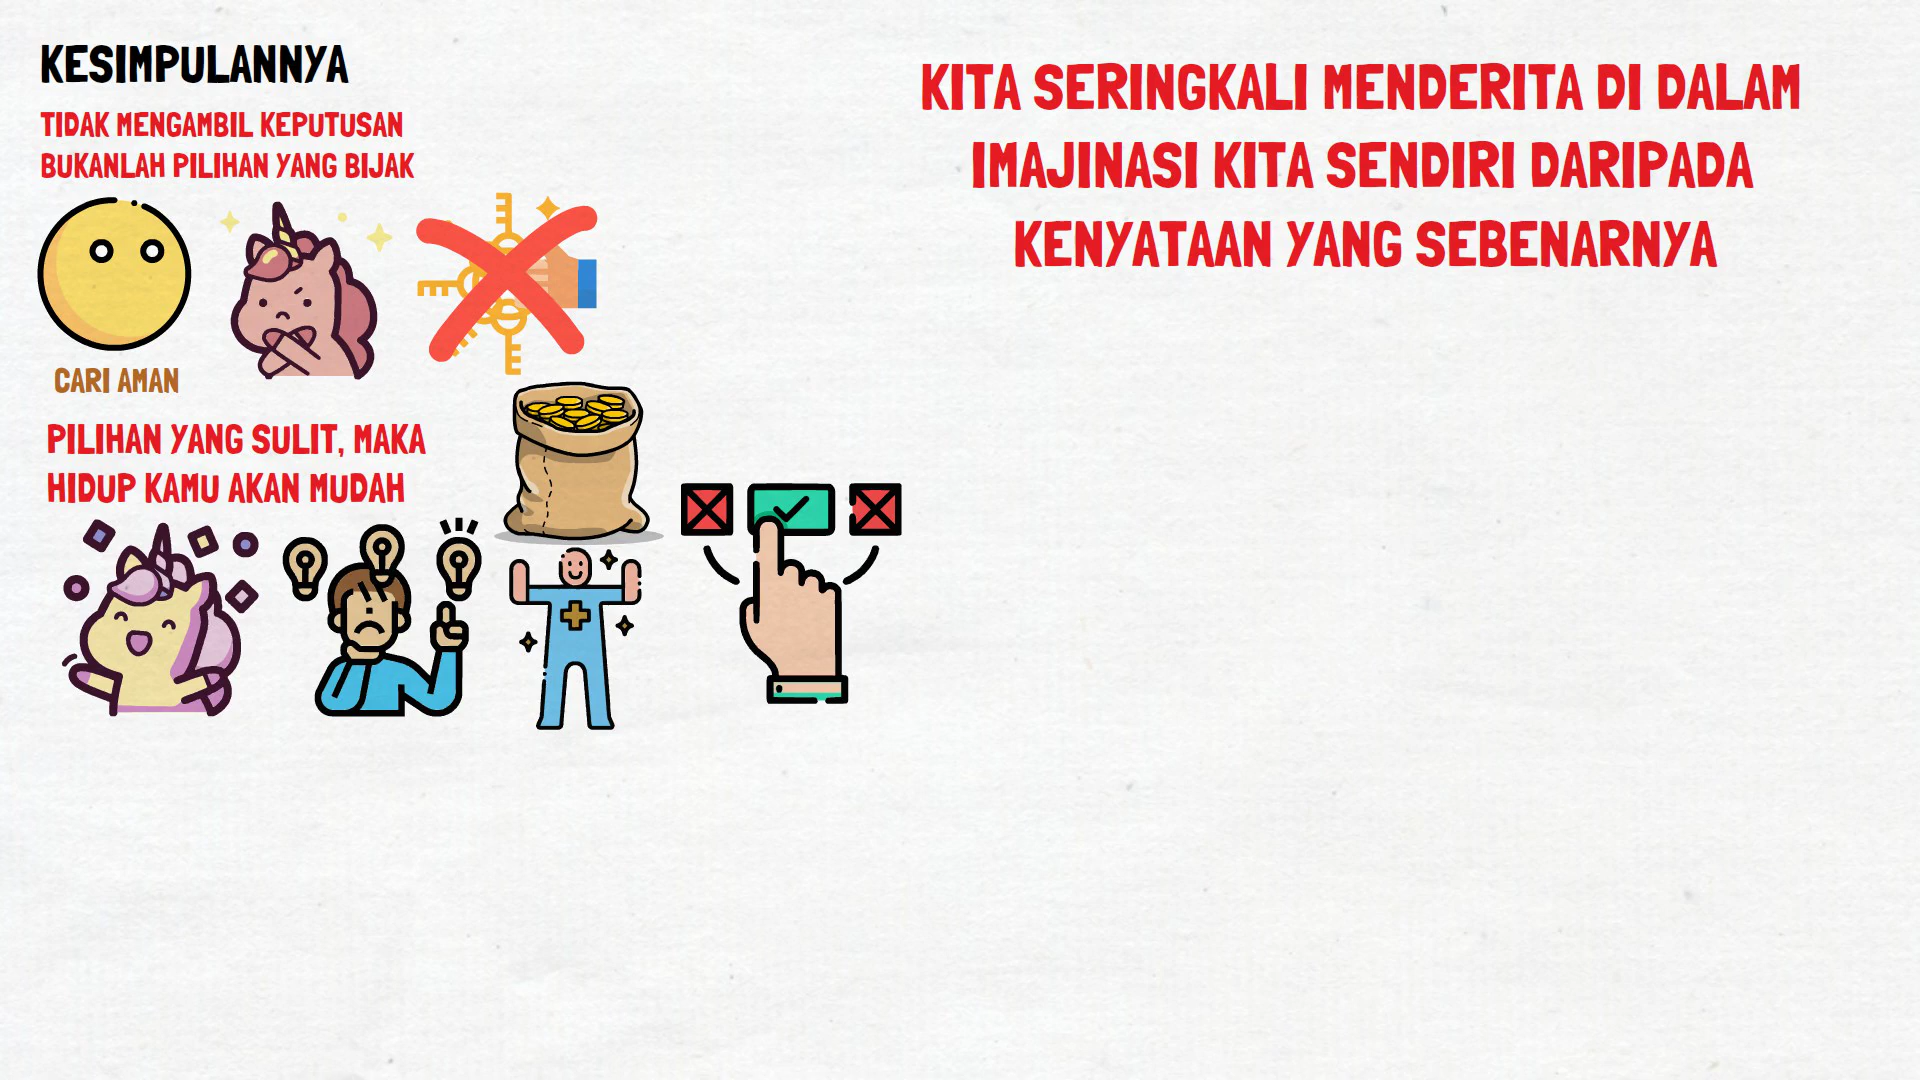 KESIMPULANNYA
TIDAK MENGAMBIL KEPUTUSAN
BUKANLAH PILIHAN YANG BIJAK
CARI AMAN
PILIHAN YANG SULIT, MAKA
HIDUP KAMU AKAN MUDAH
KITA SERINGKALI MENDERITA DI DALAM
IMAJINASI KITA SENDIRI DARIPADA
KENYATAAN YANG SEBENARNYA